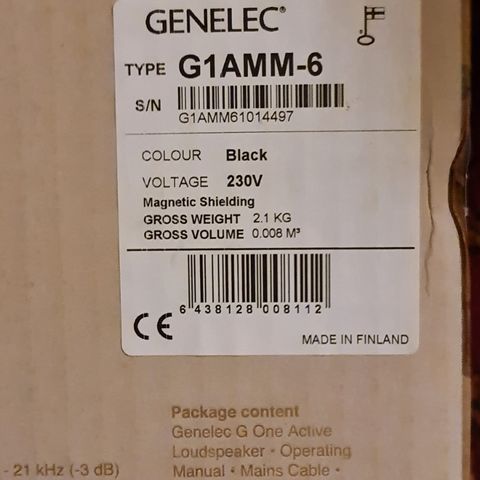 GENELEC®
TYPE G1AMM-6
S/N
G1AMM61014497
COLOUR Black
VOLTAGE 230V
Magnetic Shielding
GROSS WEIGHT 2.1 KG
GROSS VOLUME 0.008 M³
6 438128 008112
CE
MADE IN FINLAND
Package content
Genelec G One Active
Loudspeaker • Operating
- 21 kHz (-3 dB)
Manual • Mains Cable •